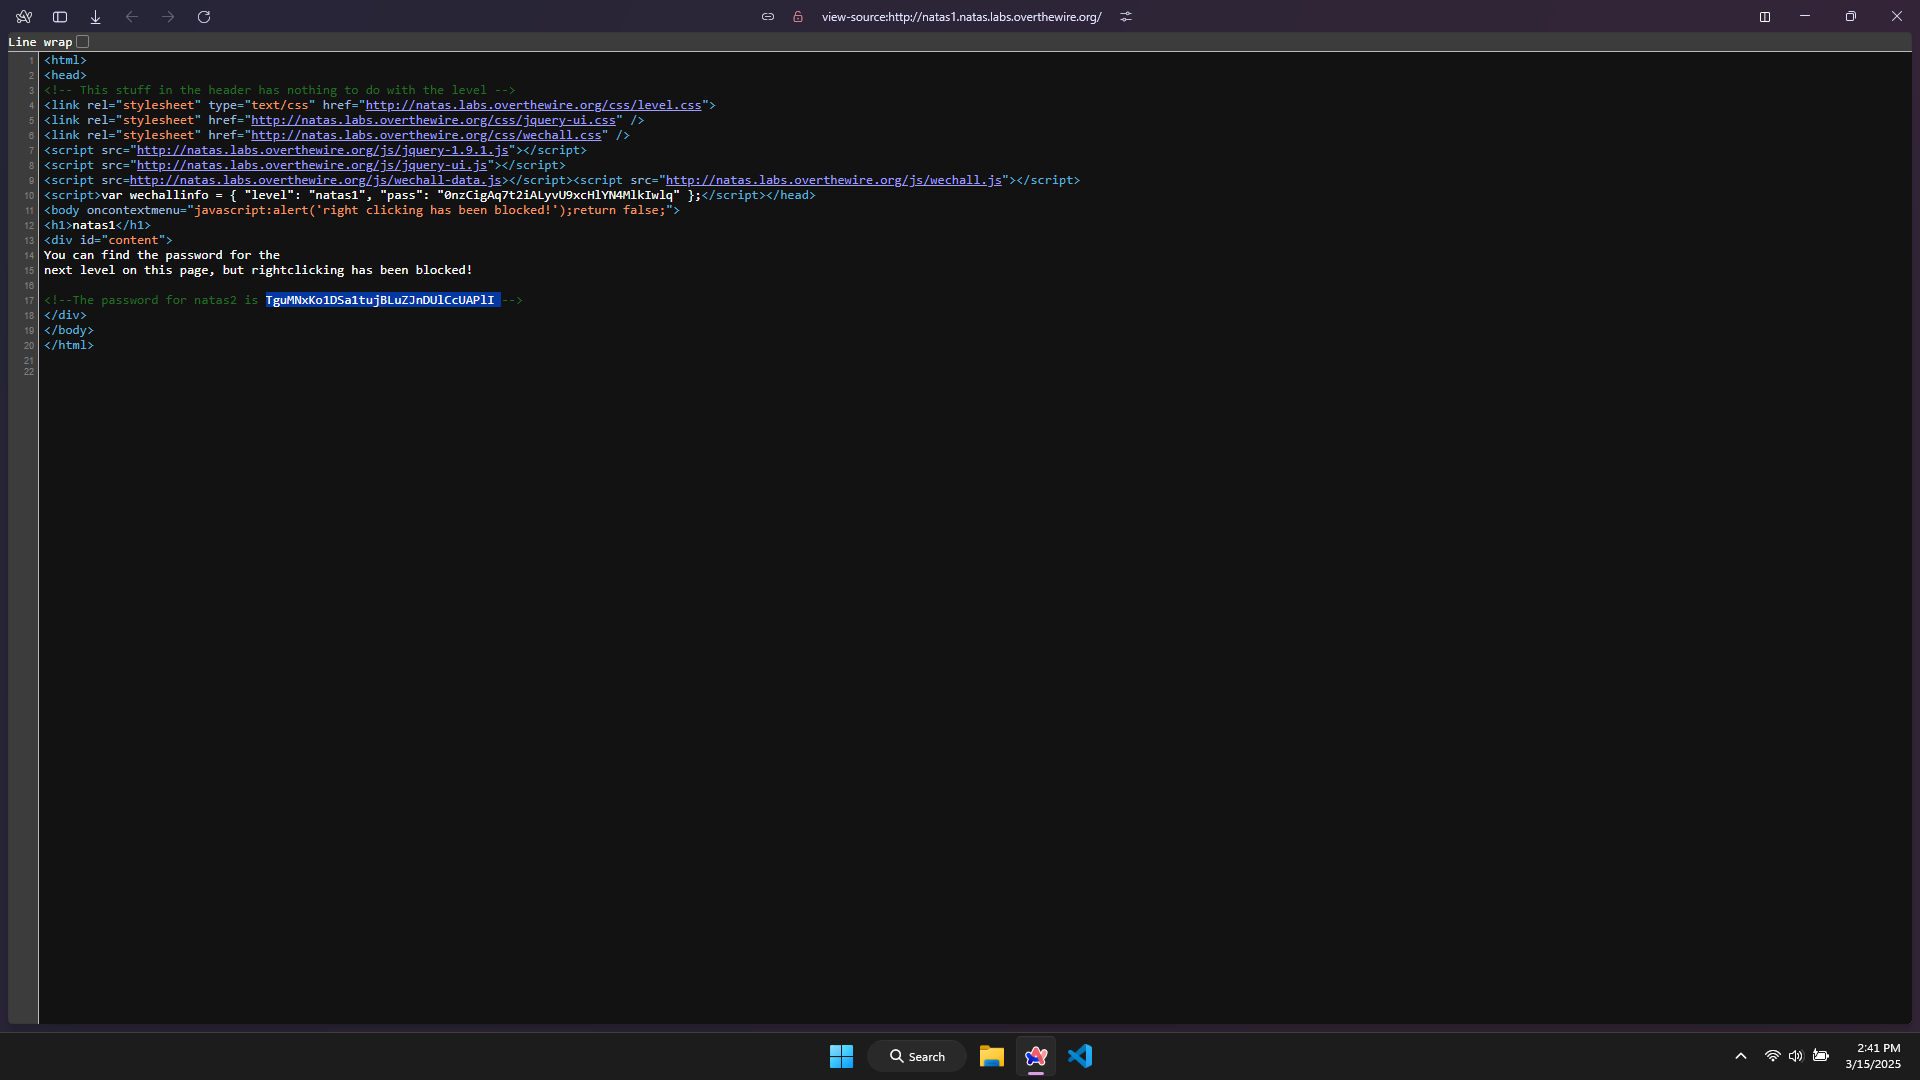 view-source:http://natas1.natas.labs.overthewire.org/
Line wrap
1 <html>
2 <head>
3 <!-- This stuff in the header has nothing to do with the level -->
4 <link rel="stylesheet" type="text/css" href="http://natas.labs.overthewire.org/css/level.css">
5 <link rel="stylesheet" href="http://natas.labs.overthewire.org/css/jquery-ui.css" />
6 <link rel="stylesheet" href="http://natas.labs.overthewire.org/css/wechall.css" />
7 <script src="http://natas.labs.overthewire.org/js/jquery-1.9.1.js"></script>
8 <script src="http://natas.labs.overthewire.org/js/jquery-ui.js"></script>
9 <script src=http://natas.labs.overthewire.org/js/wechall-data.js></script><script src="http://natas.labs.overthewire.org/js/wechall.js"></script>
10 <script>var wechallinfo = { "level": "natas1", "pass": "0nzCigAq7t2iALyvU9xcHlYN4MlkIwlq" };</script></head>
11 <body oncontextmenu="javascript:alert('right clicking has been blocked!');return false;">
12 <h1>natas1</h1>
13 <div id="content">
14 You can find the password for the
15 next level on this page, but rightclicking has been blocked!
16
17 <!--The password for natas2 is TguMNxKo1DSa1tujBLuZJnDUlCcUAPlI -->
18 </div>
19 </body>
20 </html>
21
22
Search
2:41 PM
3/15/2025